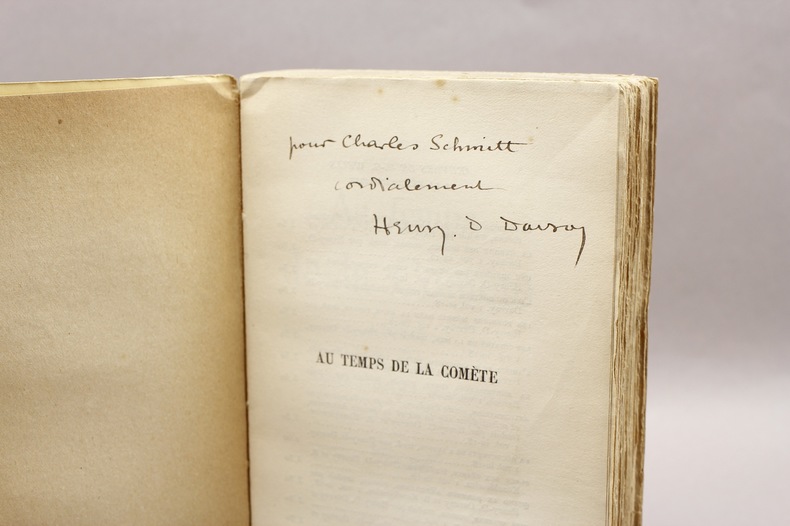 pour Charles Schmitt
cordialement
Henry. D Davray
AU TEMPS DE LA COMÈTE